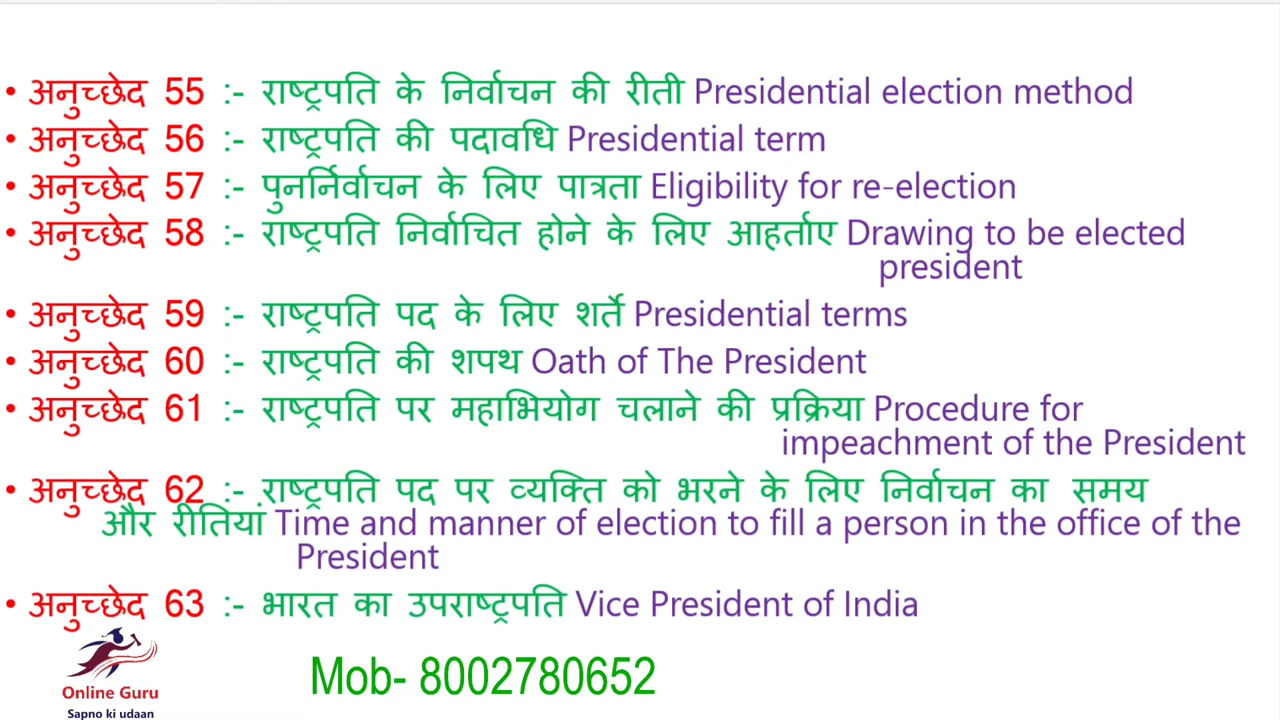 • अनुच्छेद 55 :- राष्ट्रपति के निर्वाचन की रीती Presidential election method
• अनुच्छेद 56 :- राष्ट्रपति की पदावधि Presidential term
• अनुच्छेद 57 :- पुनर्निर्वाचन के लिए पात्रता Eligibility for re-election
• अनुच्छेद 58 :- राष्ट्रपति निर्वाचित होने के लिए आहर्ताए Drawing to be elected
president
• अनुच्छेद 59 :- राष्ट्रपति पद के लिए शर्ते Presidential terms
• अनुच्छेद 60 :- राष्ट्रपति की शपथ Oath of The President
• अनुच्छेद 61 :- राष्ट्रपति पर महाभियोग चलाने की प्रक्रिया Procedure for
impeachment of the President
• अनुच्छेद 62 :- राष्ट्रपति पद पर व्यक्ति को भरने के लिए निर्वाचन का समय
और रीतियां Time and manner of election to fill a person in the office of the
President
• अनुच्छेद 63 :- भारत का उपराष्ट्रपति Vice President of India
Mob- 8002780652
Online Guru
Sapno ki udaan